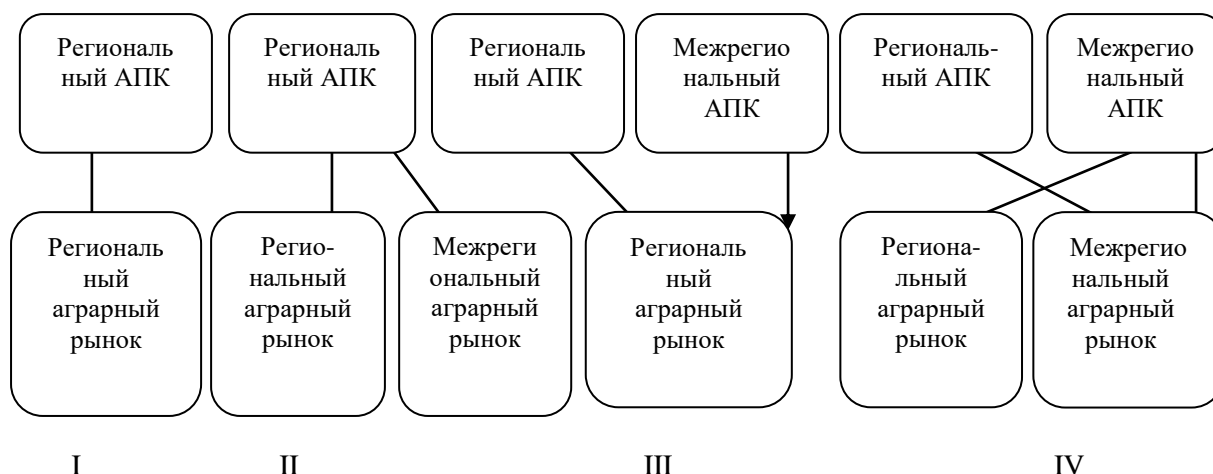 Региональ
ный АПК
Региональ
ный АПК
Региональ
ный АПК
Межрегио
нальный
АПК
Региональ-
ный АПК
Межрегио
нальный
АПК
Региональ
ный
аграрный
рынок
Регио-
нальный
аграрный
рынок
Межреги
ональный
аграрный
рынок
Региональ
ный
аграрный
рынок
Региона-
льный
аграрный
рынок
Межрегио
нальный
аграрный
рынок
I II III IV